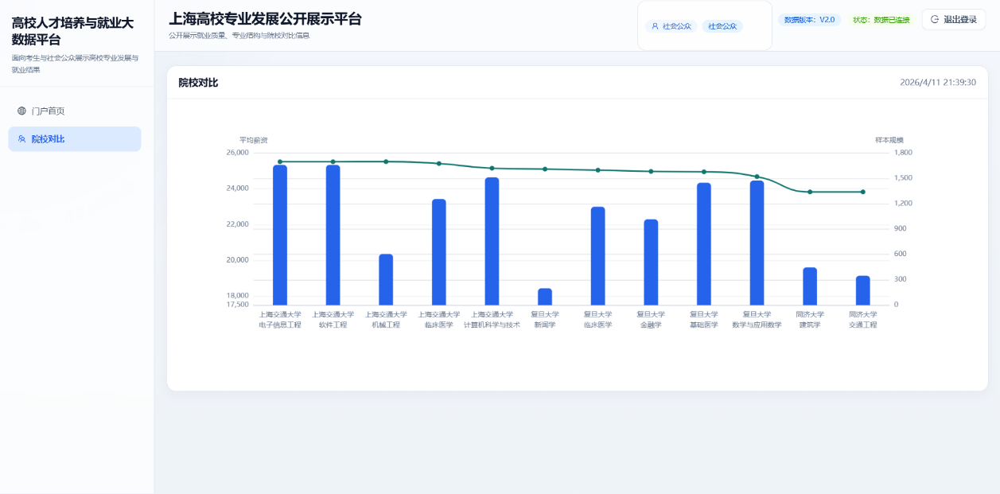 高校人才培养与就业大
数据平台
面向考生与社会公众展示高校专业发展与
就业结果
门户首页
院校对比
上海高校专业发展公开展示平台
公开展示就业质量、专业结构与院校对比信息
社会公众 社会公众
数据版本：V2.0
状态：数据已连接
退出登录
院校对比
2026/4/11 21:39:30
平均薪资 样本规模
26,000
24,000
22,000
20,000
18,000
17,500
1,800
1,500
1,200
900
600
300
0
上海交通大学
电子信息工程
上海交通大学
软件工程
上海交通大学
机械工程
上海交通大学
临床医学
上海交通大学
计算机科学与技术
复旦大学
新闻学
复旦大学
临床医学
复旦大学
金融学
复旦大学
基础医学
复旦大学
数学与应用数学
同济大学
建筑学
同济大学
交通工程